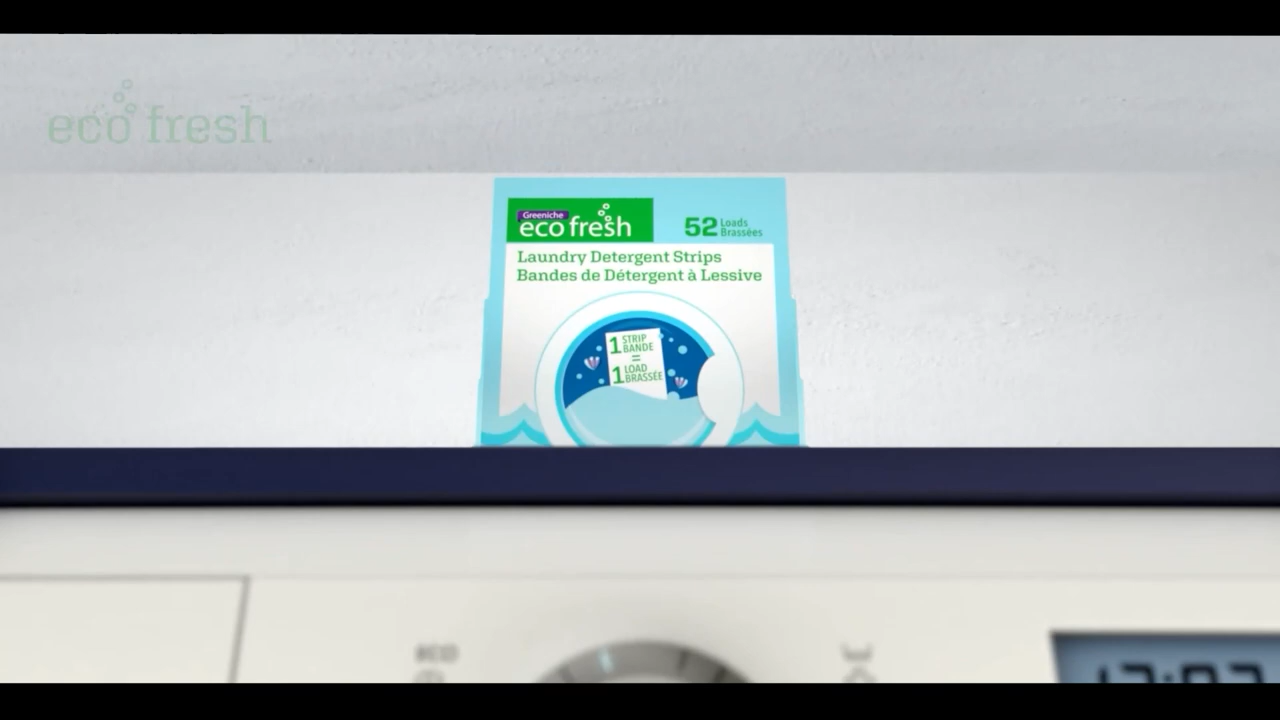 eco fresh
Greeniche
eco fresh
52 Loads
Brassées
Laundry Detergent Strips
Bandes de Détergent à Lessive
1 STRIP
BANDE
=
1 LOAD
BRASSÉE
eco